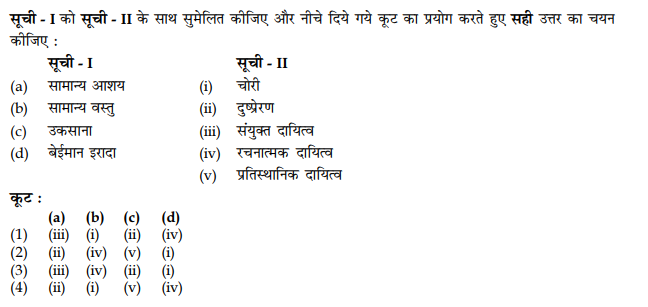 सूची - I को सूची - II के साथ सुमेलित कीजिए और नीचे दिये गये कूट का प्रयोग करते हुए सही उत्तर का चयन
कीजिए :
सूची - I सूची - II
(a) सामान्य आशय (i) चोरी
(b) सामान्य वस्तु (ii) दुष्प्रेरण
(c) उकसाना (iii) संयुक्त दायित्व
(d) बेईमान इरादा (iv) रचनात्मक दायित्व
(v) प्रतिस्थानिक दायित्व
कूट :
(a) (b) (c) (d)
(1) (iii) (i) (ii) (iv)
(2) (ii) (iv) (v) (i)
(3) (iii) (iv) (ii) (i)
(4) (ii) (i) (v) (iv)